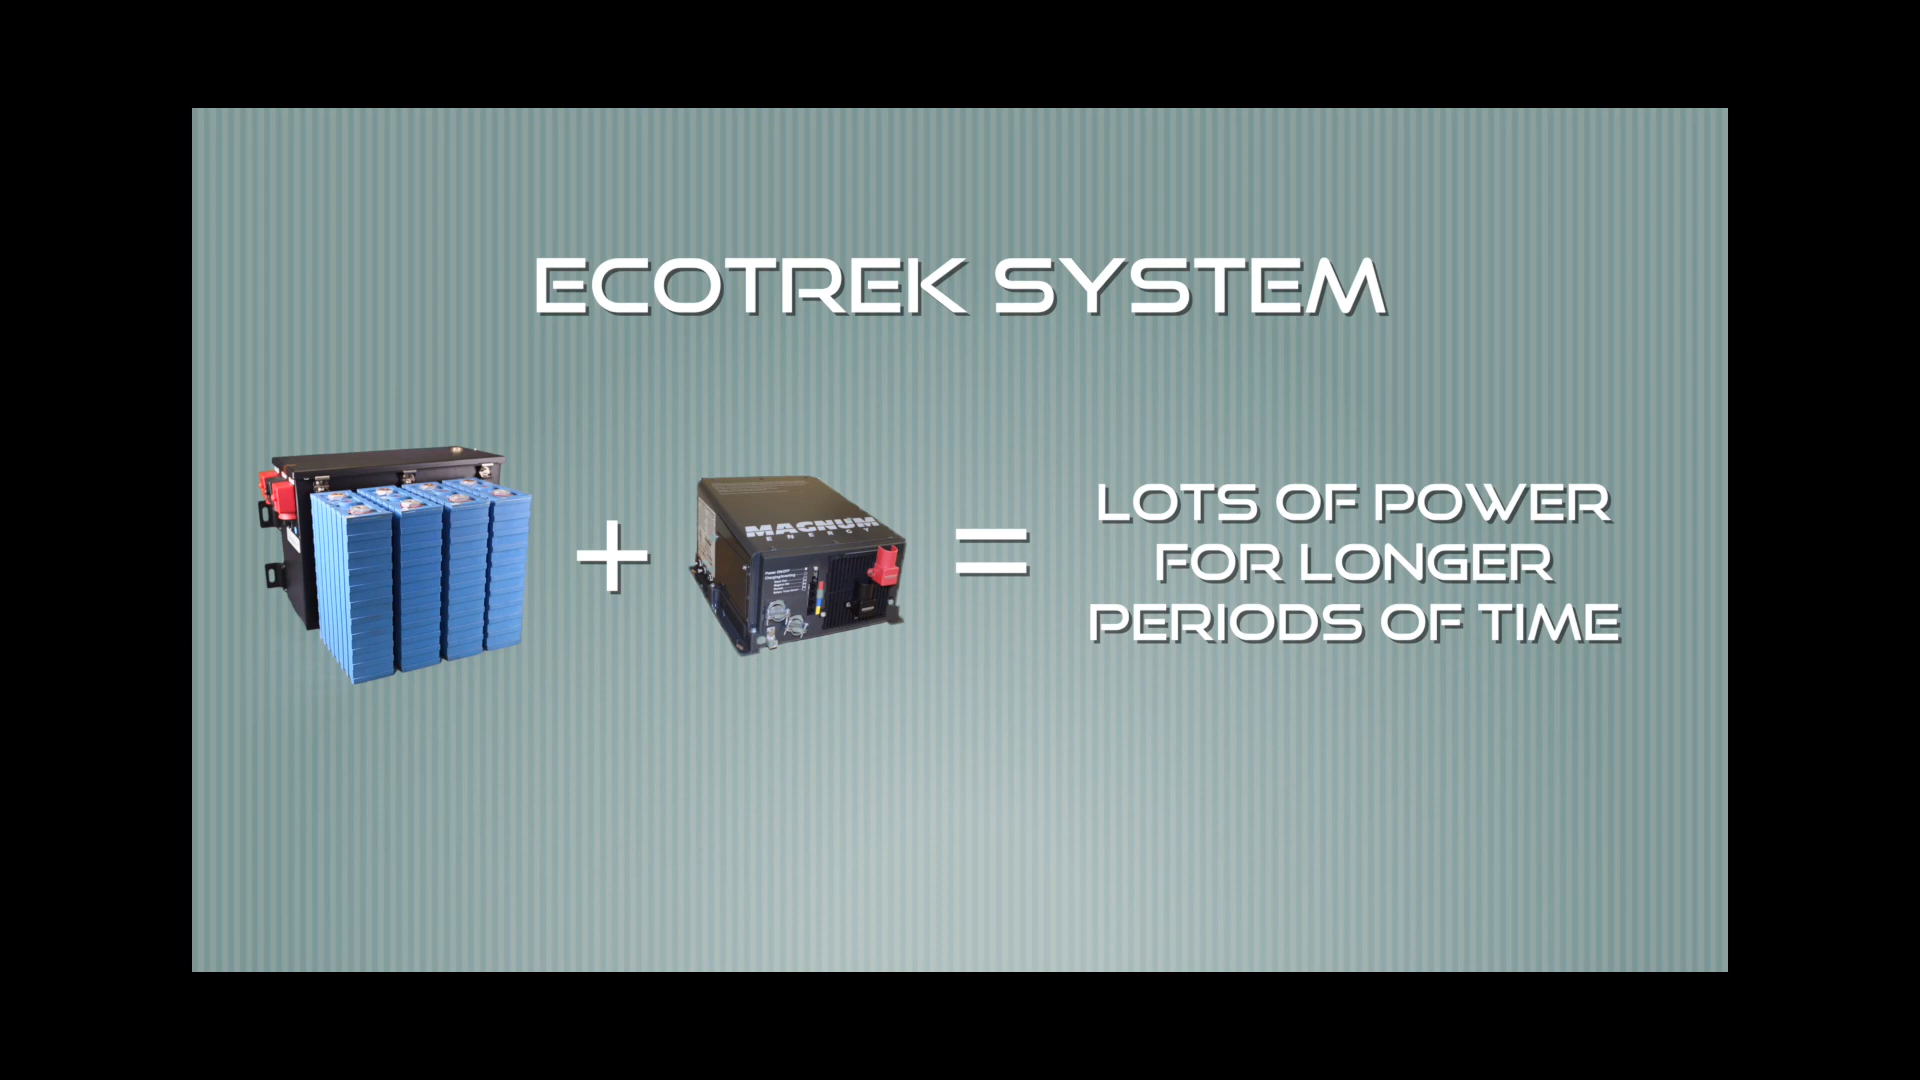 ECOTREK SYSTEM
MAGNUM
ENERGY
+
=
LOTS OF POWER
FOR LONGER
PERIODS OF TIME